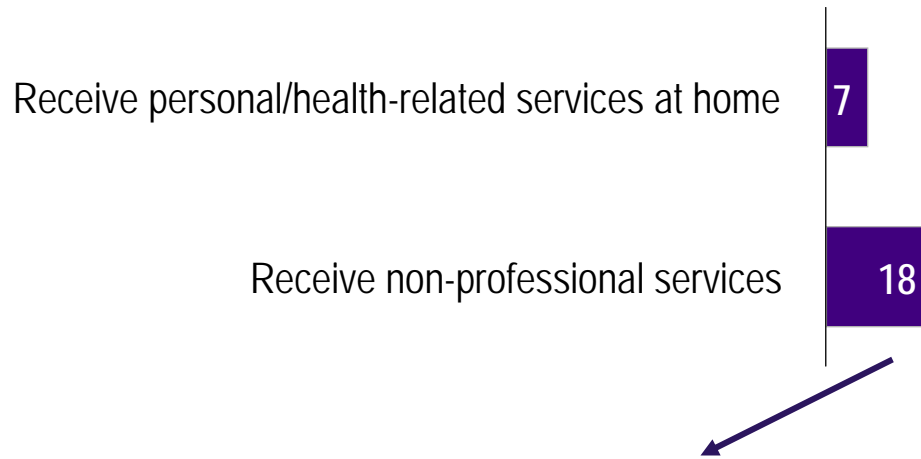 Receive personal/health-related services at home 7
Receive non-professional services 18